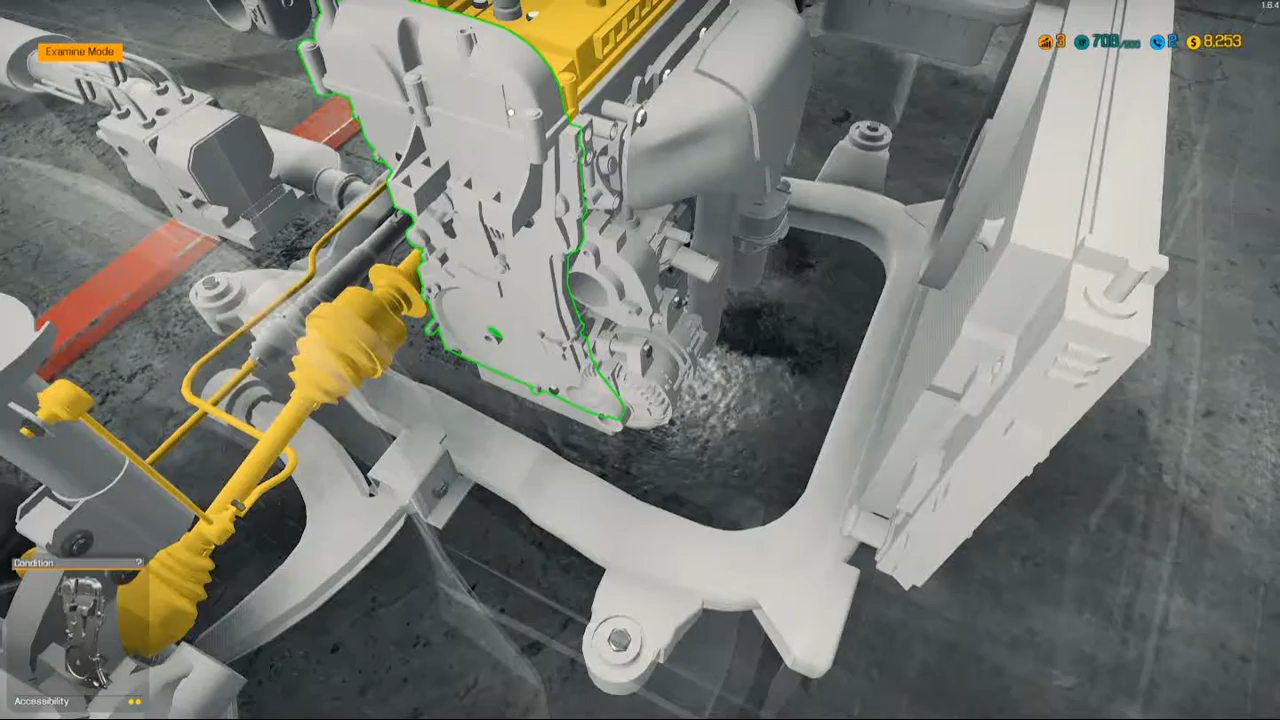 1.6.4
Examine Mode
3
708
2
$ 8,253
Condition ?
Accessibility